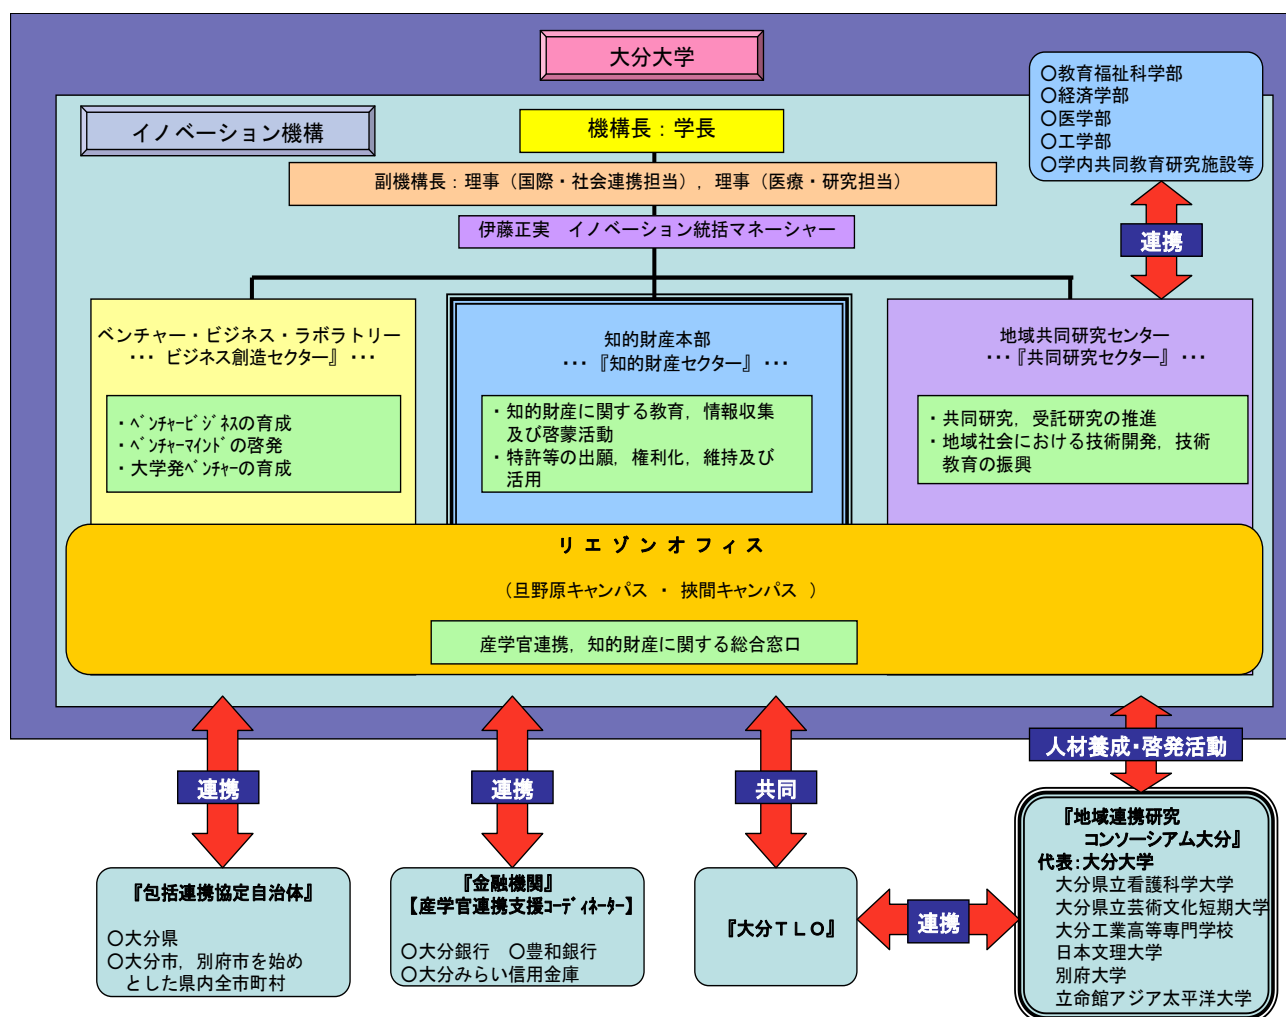 大分大学
イノベーション機構
機構長：学長
副機構長：理事（国際・社会連携担当），理事（医療・研究担当）
伊藤正実　イノベーション統括マネーシャー
○教育福祉科学部
○経済学部
○医学部
○工学部
○学内共同教育研究施設等
連携
ベンチャー・ビジネス・ラボラトリー
･･･ ビジネス創造セクター』･･･
・ﾍﾞﾝﾁｬｰﾋﾞｼﾞﾈｽの育成
・ﾍﾞﾝﾁｬｰﾏｲﾝﾄﾞの啓発
・大学発ﾍﾞﾝﾁｬｰの育成
知的財産本部
･･･『知的財産セクター』･･･
・知的財産に関する教育，情報収集
及び啓蒙活動
・特許等の出願，権利化，維持及び
活用
地域共同研究センター
･･･『共同研究セクター』･･･
・共同研究，受託研究の推進
・地域社会における技術開発，技術
教育の振興
リエゾンオフィス
（旦野原キャンパス ・ 挾間キャンパス ）
産学官連携，知的財産に関する総合窓口
連携
連携
共同
人材養成・啓発活動
『包括連携協定自治体』
○大分県
○大分市，別府市を始め
とした県内全市町村
『金融機関』
【産学官連携支援ｺｰﾃﾞｨﾈｰﾀｰ】
○大分銀行　○豊和銀行
○大分みらい信用金庫
『大分ＴＬＯ』
連携
『地域連携研究
コンソーシアム大分』
代表：大分大学
大分県立看護科学大学
大分県立芸術文化短期大学
大分工業高等専門学校
日本文理大学
別府大学
立命館アジア太平洋大学